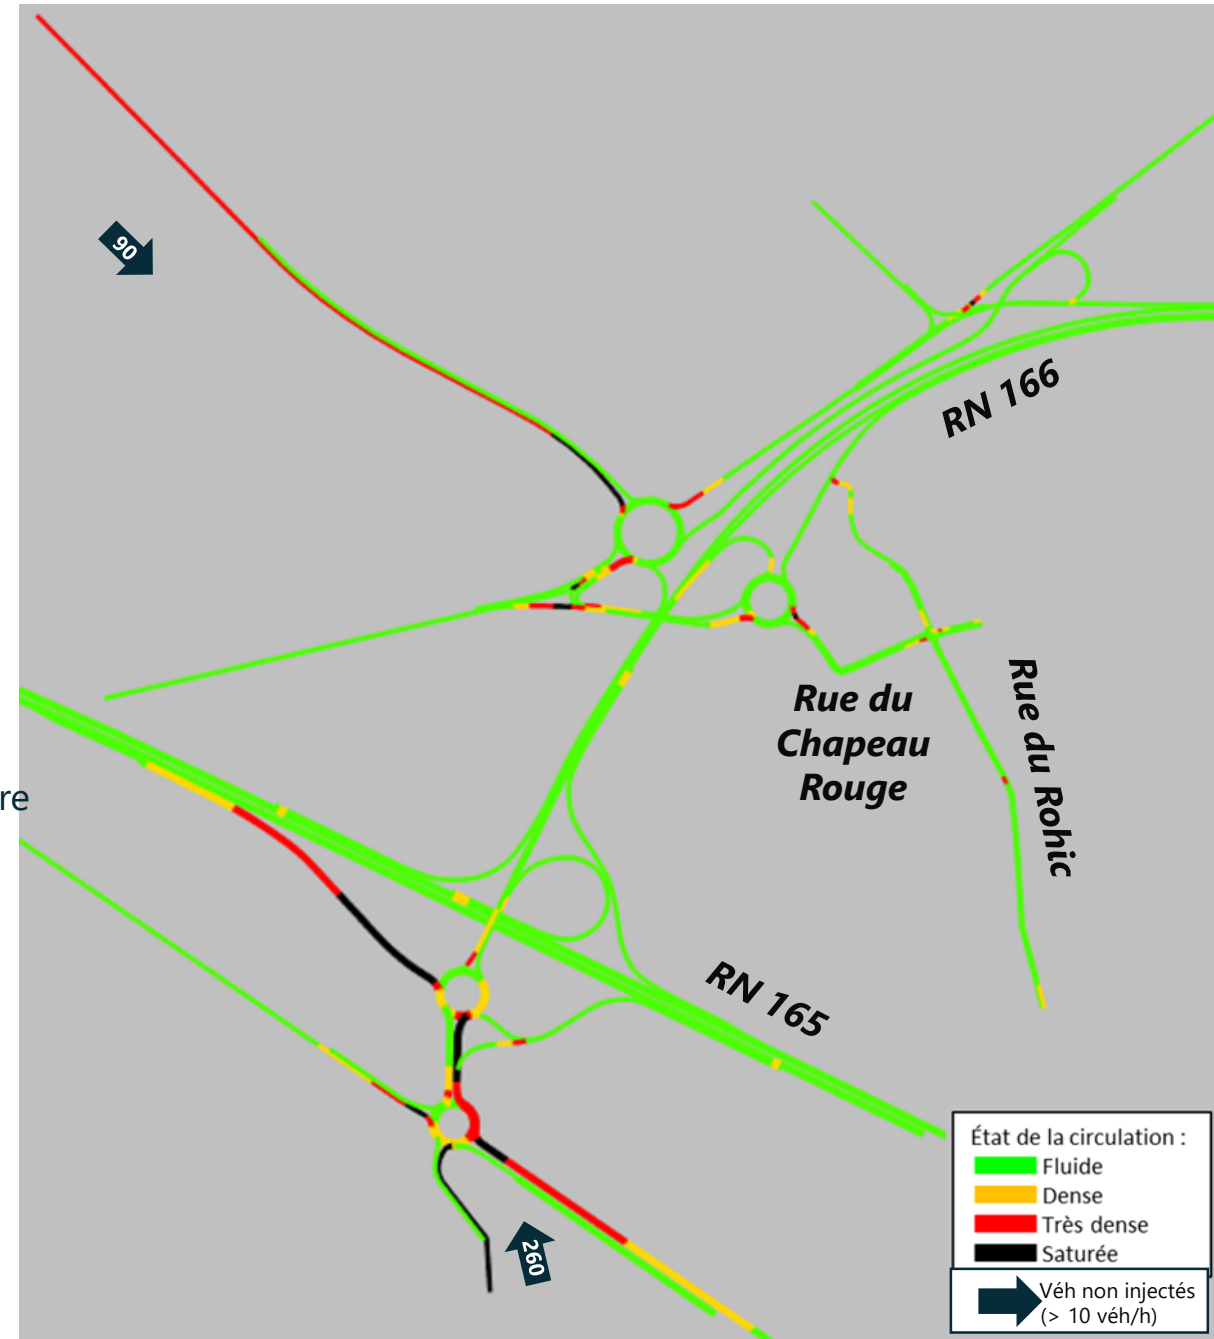 90
RN 166
Rue du
Chapeau
Rouge
Rue du Rohic
re
RN 165
260
État de la circulation :
Fluide
Dense
Très dense
Saturée
Véh non injectés
(> 10 véh/h)